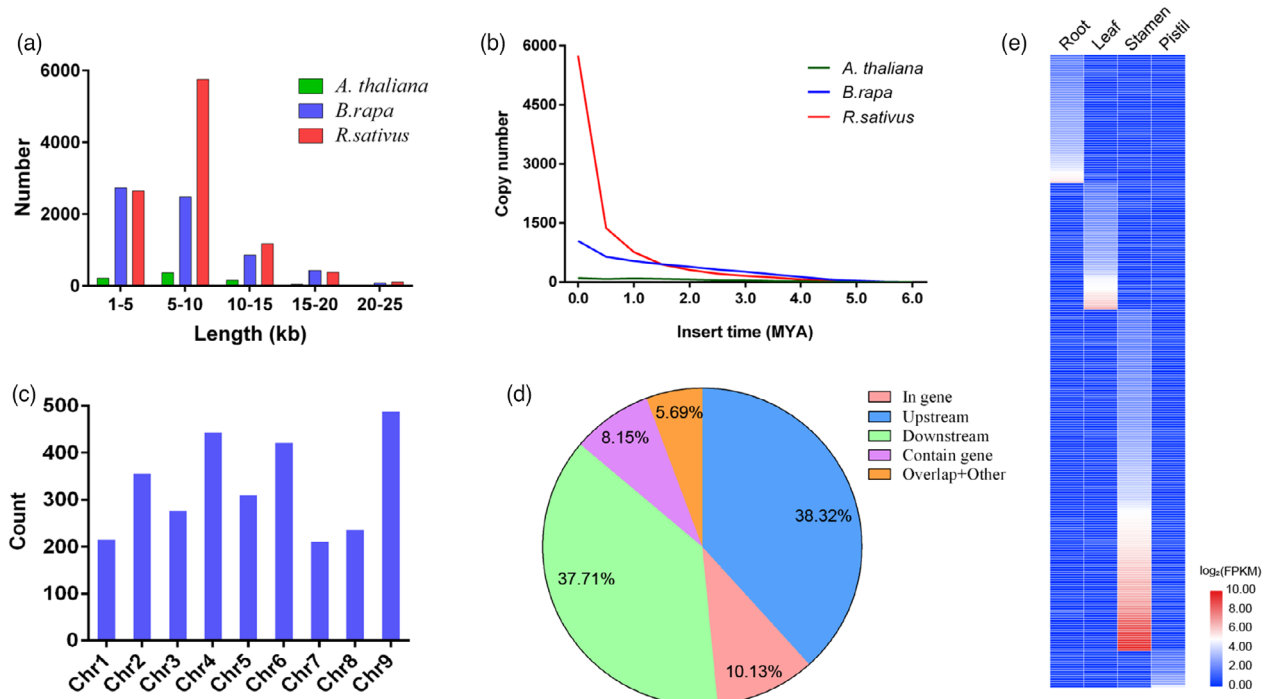 (a)
Number
6000
4000
2000
0
A. thaliana
B.rapa
R.sativus
1-5
5-10
10-15
15-20
20-25
Length (kb)
(b)
Copy number
6000
4500
3000
1500
0
A. thaliana
B.rapa
R.sativus
0.0
1.0
2.0
3.0
4.0
5.0
6.0
Insert time (MYA)
(c)
Count
500
400
300
200
100
0
Chr1
Chr2
Chr3
Chr4
Chr5
Chr6
Chr7
Chr8
Chr9
(d)
5.69%
8.15%
38.32%
37.71%
10.13%
In gene
Upstream
Downstream
Contain gene
Overlap+Other
(e)
Root
Leaf
Stamen
Pistil
log₂(FPKM)
10.00
8.00
6.00
4.00
2.00
0.00